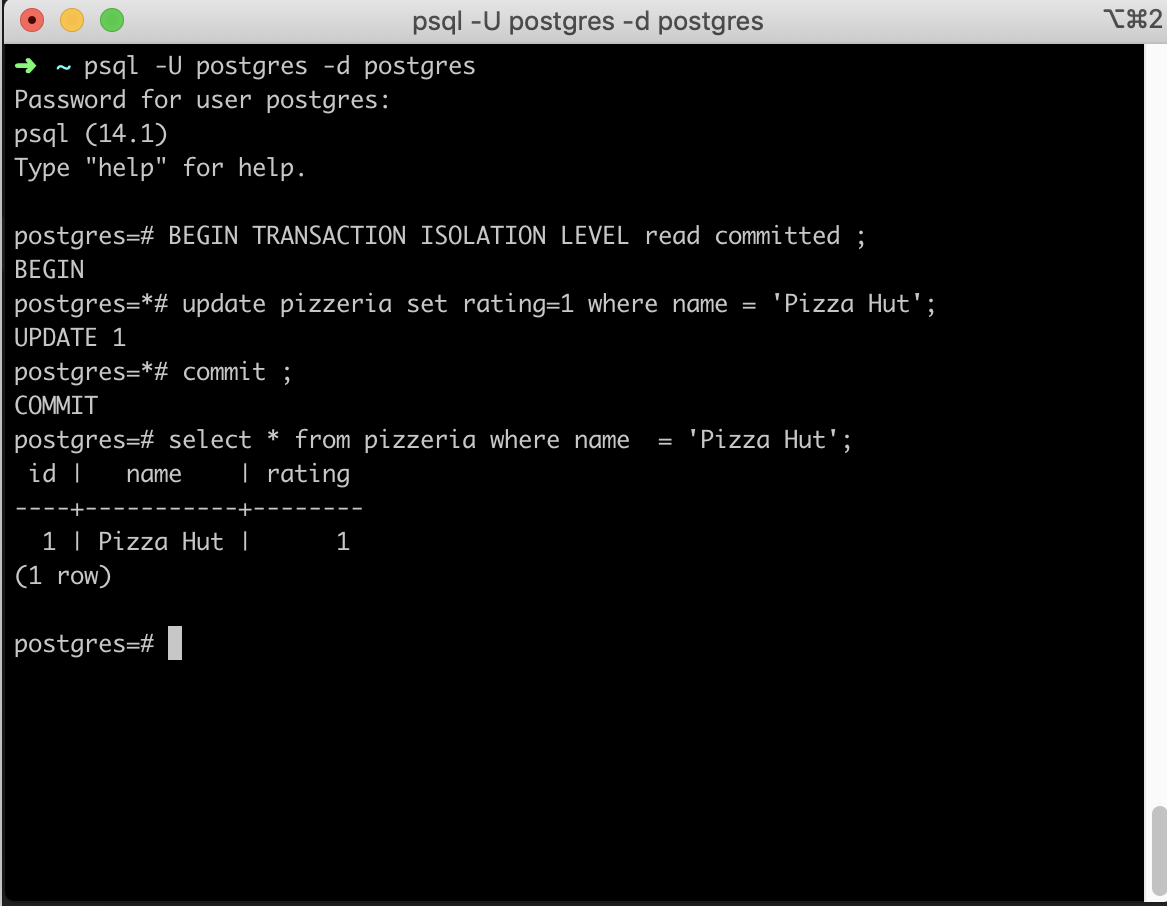 psql -U postgres -d postgres ⌥⌘2
➜ ~ psql -U postgres -d postgres
Password for user postgres:
psql (14.1)
Type "help" for help.
postgres=# BEGIN TRANSACTION ISOLATION LEVEL read committed ;
BEGIN
postgres=*# update pizzeria set rating=1 where name = 'Pizza Hut';
UPDATE 1
postgres=*# commit ;
COMMIT
postgres=# select * from pizzeria where name  = 'Pizza Hut';
 id |   name    | rating
----+-----------+--------
  1 | Pizza Hut |      1
(1 row)
postgres=#